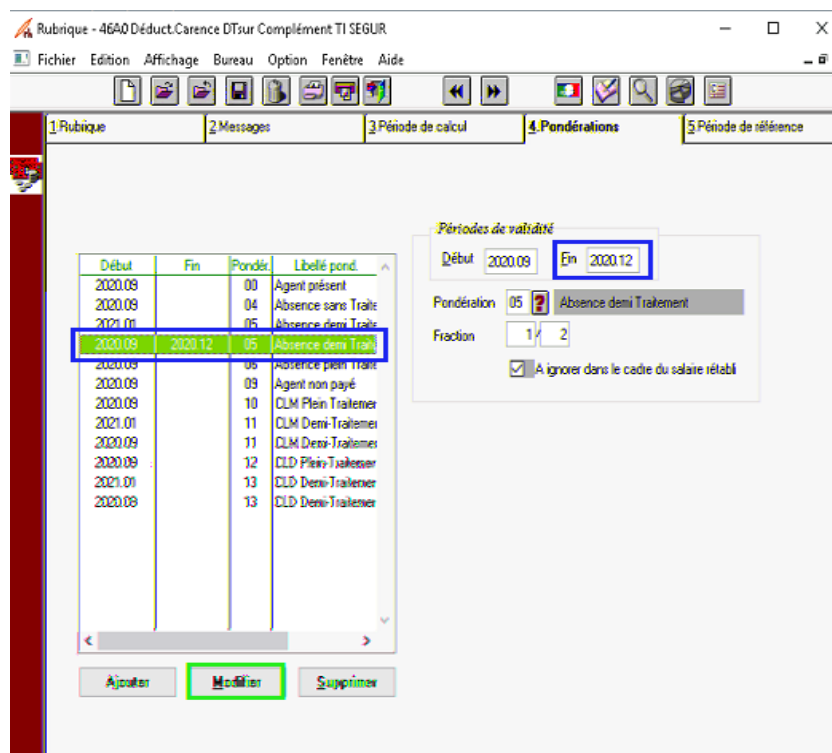 Rubrique - 46A0 Déduct.Carence DTsur Complément TI SEGUR
Fichier Edition Affichage Bureau Option Fenêtre Aide
1.Rubrique 2.Messages 3.Période de calcul 4.Pondérations 5.Période de référence
Périodes de validité
Début 2020.09 Fin 2020.12
Pondération 05 ? Absence demi Traitement
Fraction 1 / 2
A ignorer dans le cadre du salaire rétabli
Début Fin Pondér. Libellé pond.
2020.09 00 Agent présent
2020.09 04 Absence sans Traite
2021.01 05 Absence demi Traite
2020.09 2020.12 05 Absence demi Traite
2020.09 06 Absence plein Traite
2020.09 09 Agent non payé
2020.09 10 CLM Plein Traitemer
2021.01 11 CLM Demi-Traitemer
2020.09 11 CLM Demi-Traitemer
2020.09 12 CLD Plein-Traitemer
2021.01 13 CLD Demi-Traitemer
2020.09 13 CLD Demi-Traitemer
Ajouter Modifier Supprimer